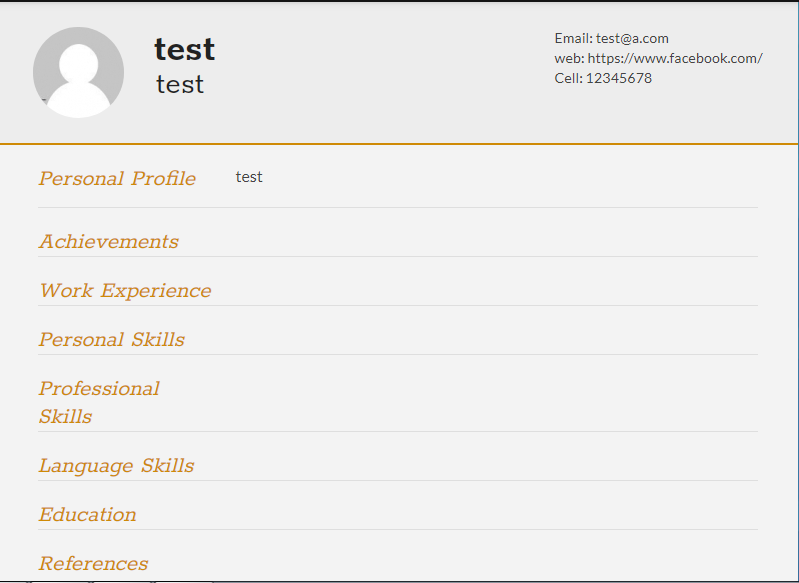 test
test
Email: test@a.com
web: https://www.facebook.com/
Cell: 12345678
Personal Profile
test
Achievements
Work Experience
Personal Skills
Professional
Skills
Language Skills
Education
References